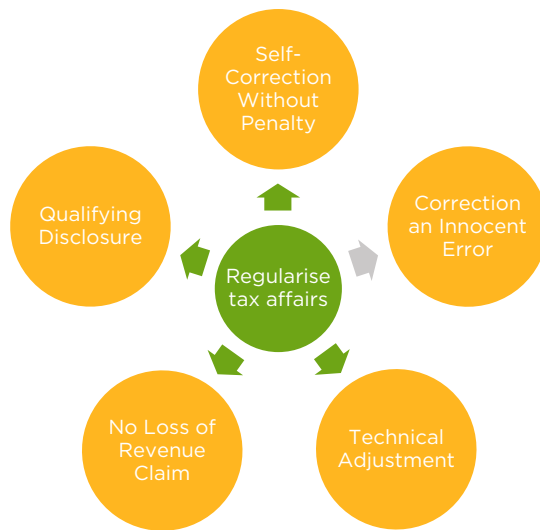 Self-
Correction
Without
Penalty
Correction
an Innocent
Error
Technical
Adjustment
No Loss of
Revenue
Claim
Qualifying
Disclosure
Regularise
tax affairs